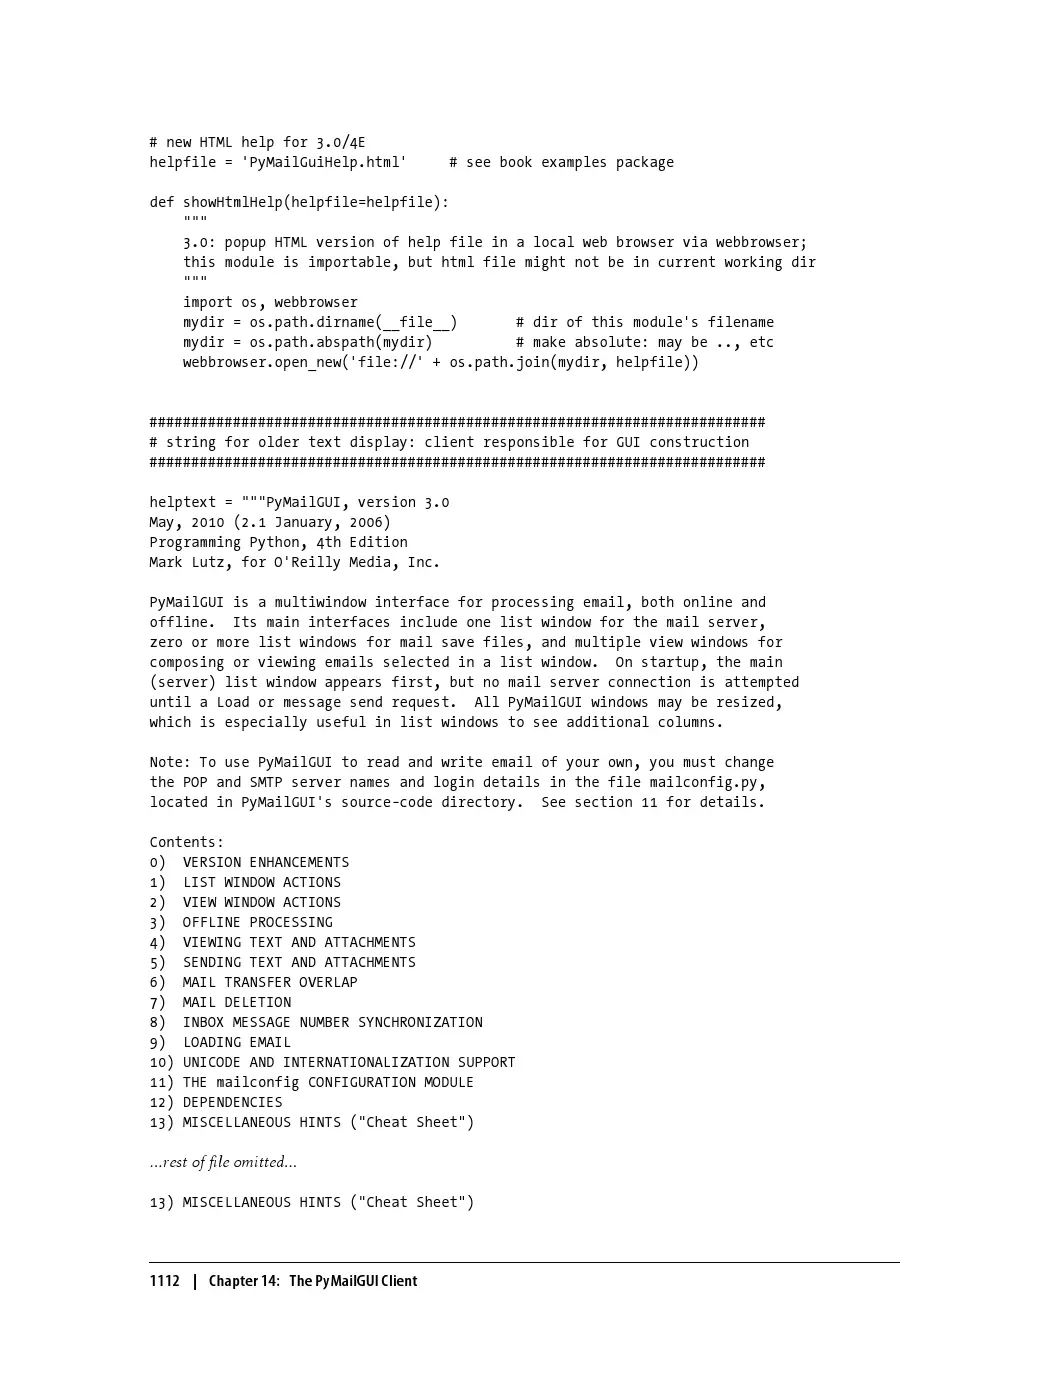 # new HTML help for 3.0/4E
helpfile = 'PyMailGuiHelp.html'     # see book examples package

def showHtmlHelp(helpfile=helpfile):
    """
    3.0: popup HTML version of help file in a local web browser via webbrowser;
    this module is importable, but html file might not be in current working dir
    """
    import os, webbrowser
    mydir = os.path.dirname(__file__)       # dir of this module's filename
    mydir = os.path.abspath(mydir)          # make absolute: may be .., etc
    webbrowser.open_new('file://' + os.path.join(mydir, helpfile))

##########################################################################
# string for older text display: client responsible for GUI construction
##########################################################################

helptext = """PyMailGUI, version 3.0
May, 2010 (2.1 January, 2006)
Programming Python, 4th Edition
Mark Lutz, for O'Reilly Media, Inc.

PyMailGUI is a multiwindow interface for processing email, both online and
offline.  Its main interfaces include one list window for the mail server,
zero or more list windows for mail save files, and multiple view windows for
composing or viewing emails selected in a list window.  On startup, the main
(server) list window appears first, but no mail server connection is attempted
until a Load or message send request.  All PyMailGUI windows may be resized,
which is especially useful in list windows to see additional columns.

Note: To use PyMailGUI to read and write email of your own, you must change
the POP and SMTP server names and login details in the file mailconfig.py,
located in PyMailGUI's source-code directory.  See section 11 for details.

Contents:
0)  VERSION ENHANCEMENTS
1)  LIST WINDOW ACTIONS
2)  VIEW WINDOW ACTIONS
3)  OFFLINE PROCESSING
4)  VIEWING TEXT AND ATTACHMENTS
5)  SENDING TEXT AND ATTACHMENTS
6)  MAIL TRANSFER OVERLAP
7)  MAIL DELETION
8)  INBOX MESSAGE NUMBER SYNCHRONIZATION
9)  LOADING EMAIL
10) UNICODE AND INTERNATIONALIZATION SUPPORT
11) THE mailconfig CONFIGURATION MODULE
12) DEPENDENCIES
13) MISCELLANEOUS HINTS ("Cheat Sheet")

...rest of file omitted...

13) MISCELLANEOUS HINTS ("Cheat Sheet")

1112 | Chapter 14: The PyMailGUI Client